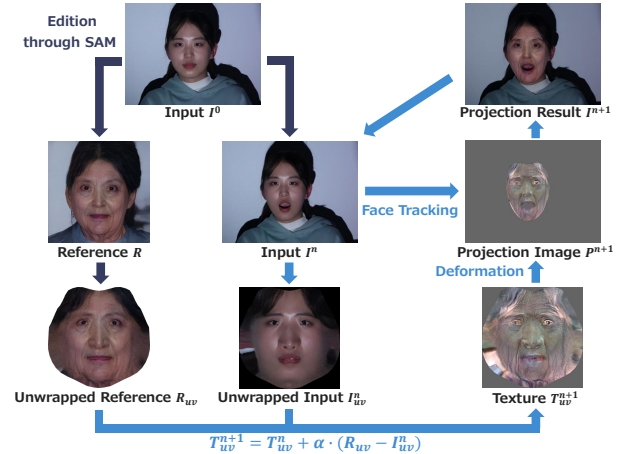 Edition
through SAM
Input I⁰
Projection Result Iⁿ⁺¹
Face Tracking
Reference R
Input Iⁿ
Projection Image Pⁿ⁺¹
Deformation
Unwrapped Reference R_uv
Unwrapped Input Iⁿ_uv
Texture Tⁿ⁺¹_uv
Tⁿ⁺¹_uv = Tⁿ_uv + α · (R_uv − Iⁿ_uv)